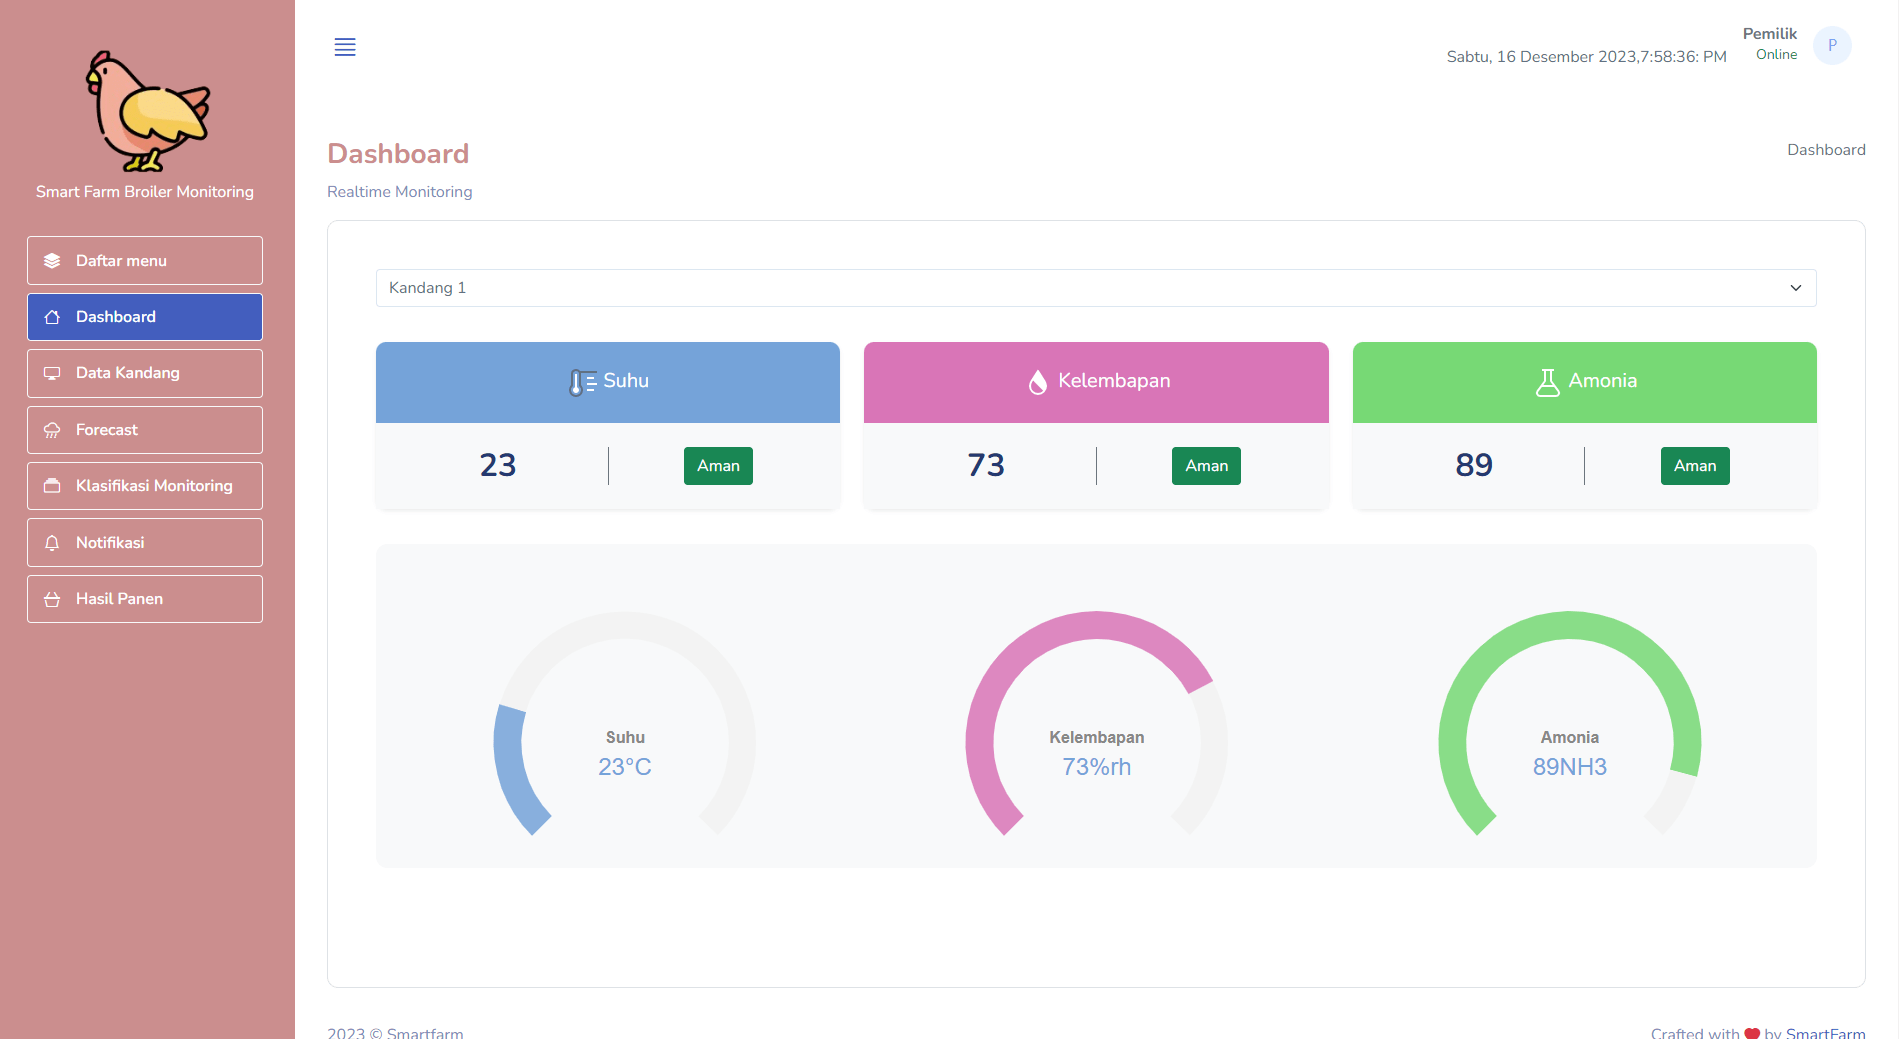 Smart Farm Broiler Monitoring
Daftar menu
Dashboard
Data Kandang
Forecast
Klasifikasi Monitoring
Notifikasi
Hasil Panen
Sabtu, 16 Desember 2023,7:58:36: PM
Pemilik
Online
P
Dashboard
Dashboard
Realtime Monitoring
Kandang 1
Suhu
23
Aman
Kelembapan
73
Aman
Amonia
89
Aman
Suhu
23°C
Kelembapan
73%rh
Amonia
89NH3
2023 © Smartfarm
Crafted with ❤ by SmartFarm